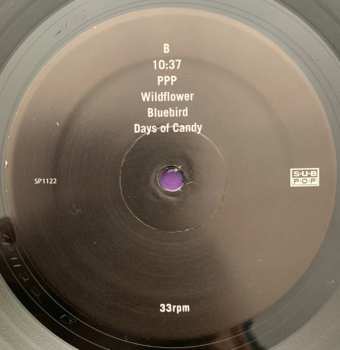 B
10:37
PPP
Wildflower
Bluebird
Days of Candy
SP1122
SUB
POP
33rpm